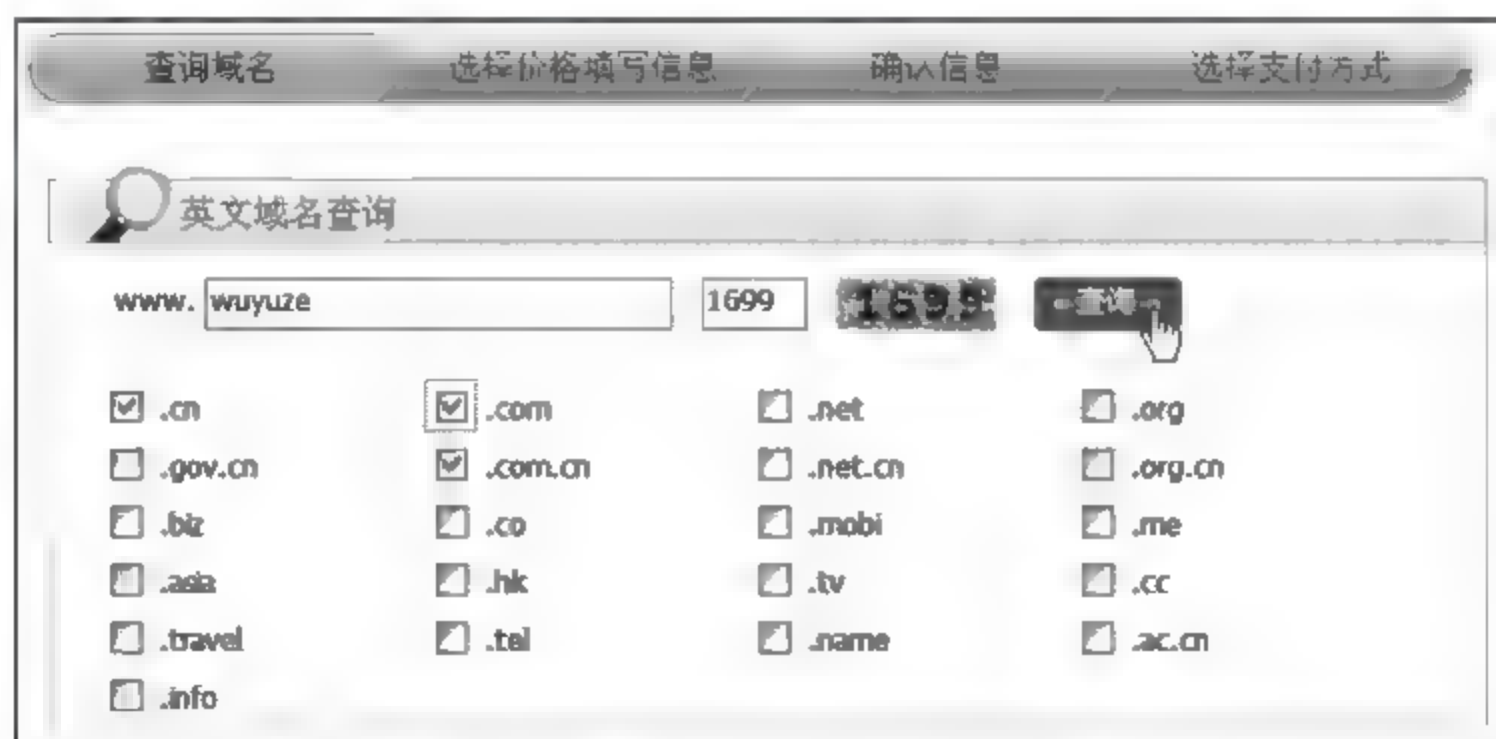 查询域名 选择价格填写信息 确认信息 选择支付方式
英文域名查询
www. wuyuze 1699 1699 查询
.cn .com .net .org
.gov.cn .com.cn .net.cn .org.cn
.biz .co .mobi .me
.asia .hk .tv .cc
.travel .tel .name .ac.cn
.info